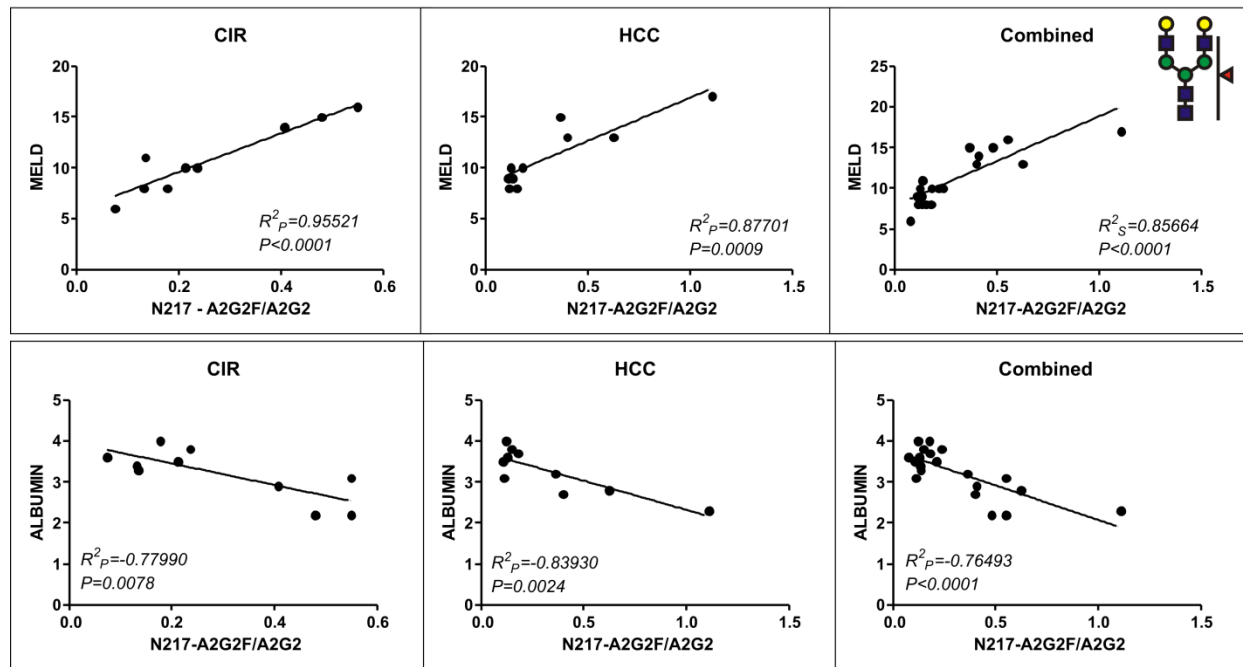 CIR
MELD
20
15
10
5
0
0.0 0.2 0.4 0.6
R²P=0.95521
P<0.0001
N217 - A2G2F/A2G2
HCC
MELD
20
15
10
5
0
0.0 0.5 1.0 1.5
R²P=0.87701
P=0.0009
N217-A2G2F/A2G2
Combined
MELD
25
20
15
10
5
0
0.0 0.5 1.0 1.5
R²S=0.85664
P<0.0001
N217-A2G2F/A2G2
CIR
ALBUMIN
5
4
3
2
1
0
0.0 0.2 0.4 0.6
R²P=-0.77990
P=0.0078
N217-A2G2F/A2G2
HCC
ALBUMIN
5
4
3
2
1
0
0.0 0.5 1.0 1.5
R²P=-0.83930
P=0.0024
N217-A2G2F/A2G2
Combined
ALBUMIN
5
4
3
2
1
0
0.0 0.5 1.0 1.5
R²P=-0.76493
P<0.0001
N217-A2G2F/A2G2